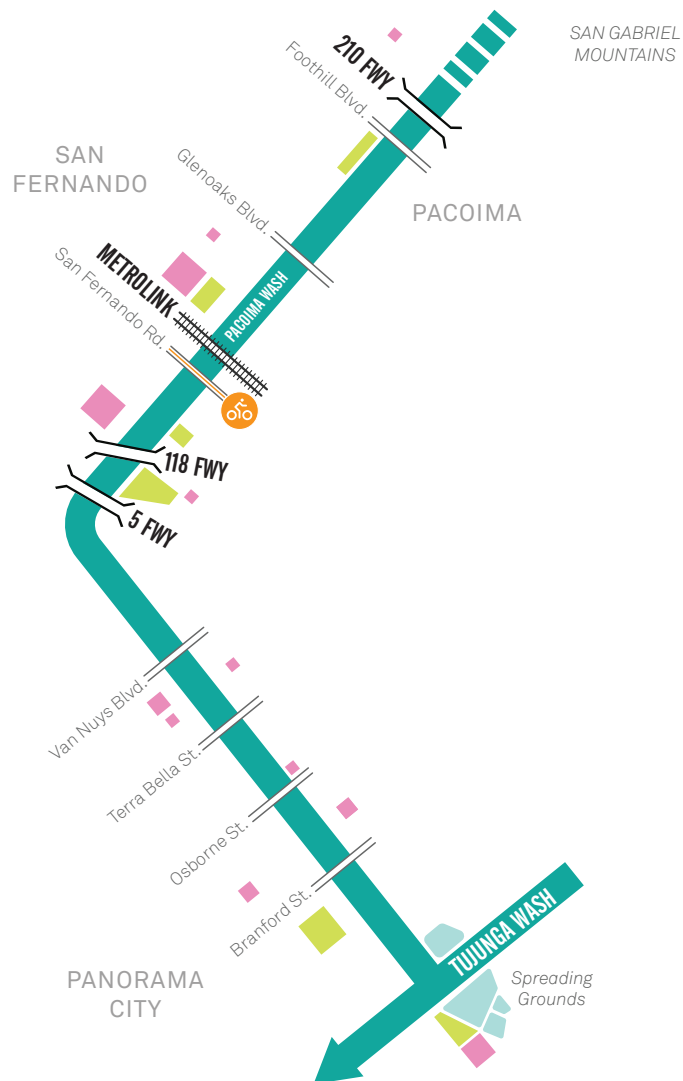 SAN GABRIEL
MOUNTAINS
210 FWY
Foothill Blvd.
SAN
FERNANDO
Glenoaks Blvd.
PACOIMA
METROLINK
San Fernando Rd.
PACOIMA WASH
118 FWY
5 FWY
Van Nuys Blvd.
Terra Bella St.
Osborne St.
Branford St.
TUJUNGA WASH
PANORAMA
CITY
Spreading
Grounds